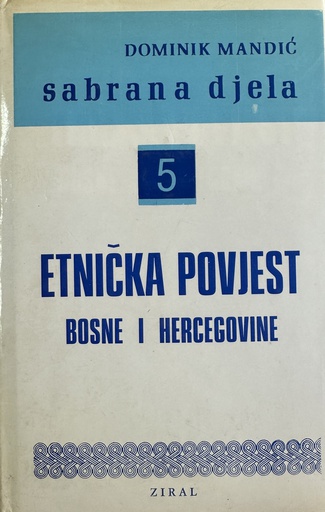 DOMINIK MANDIĆ
sabrana djela
5
ETNIČKA POVJEST
BOSNE I HERCEGOVINE
ZIRAL